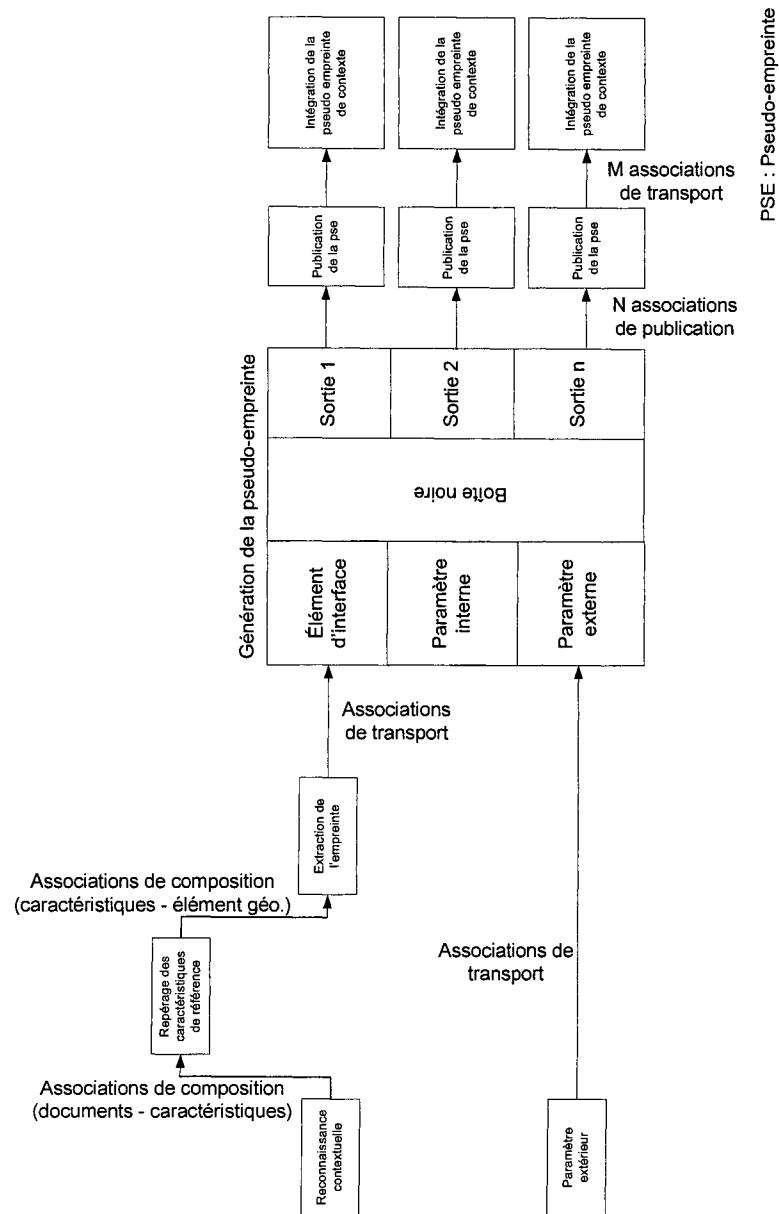 Intégration de la
pseudo empreinte
de contexte
Intégration de la
pseudo empreinte
de contexte
Intégration de la
pseudo empreinte
de contexte
M associations
de transport
PSE : Pseudo-empreinte
Publication
de la pse
Publication
de la pse
Publication
de la pse
N associations
de publication
Génération de la pseudo-empreinte
Sortie 1
Sortie 2
Sortie n
Boîte noire
Élément
d'interface
Paramètre
interne
Paramètre
externe
Associations
de transport
Extraction de
l'empreinte
Associations de composition
(caractéristiques - élément géo.)
Repérage des
caractéristiques
de référence
Associations de
transport
Associations de composition
(documents - caractéristiques)
Reconnaissance
contextuelle
Paramètre
extérieur